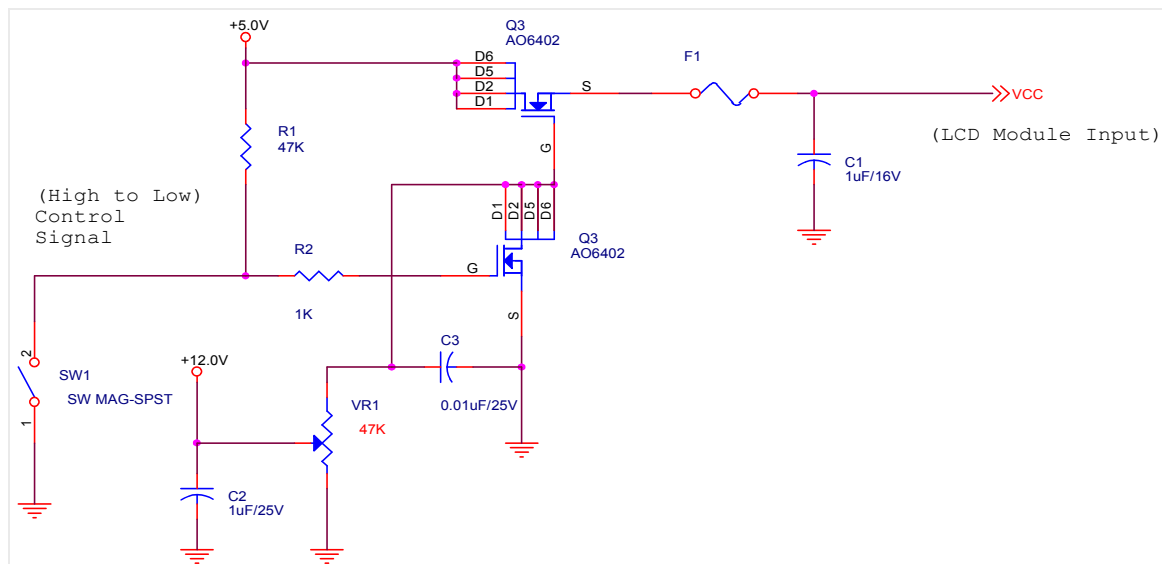 +5.0V
Q3
AO6402
D6
D5
D2
D1
S
G
F1
VCC
(LCD Module Input)
R1
47K
C1
1uF/16V
(High to Low)
Control
Signal
D1
D2
D5
D6
Q3
AO6402
R2
1K
G
S
+12.0V
C3
0.01uF/25V
2
SW1
SW MAG-SPST
1
VR1
47K
C2
1uF/25V